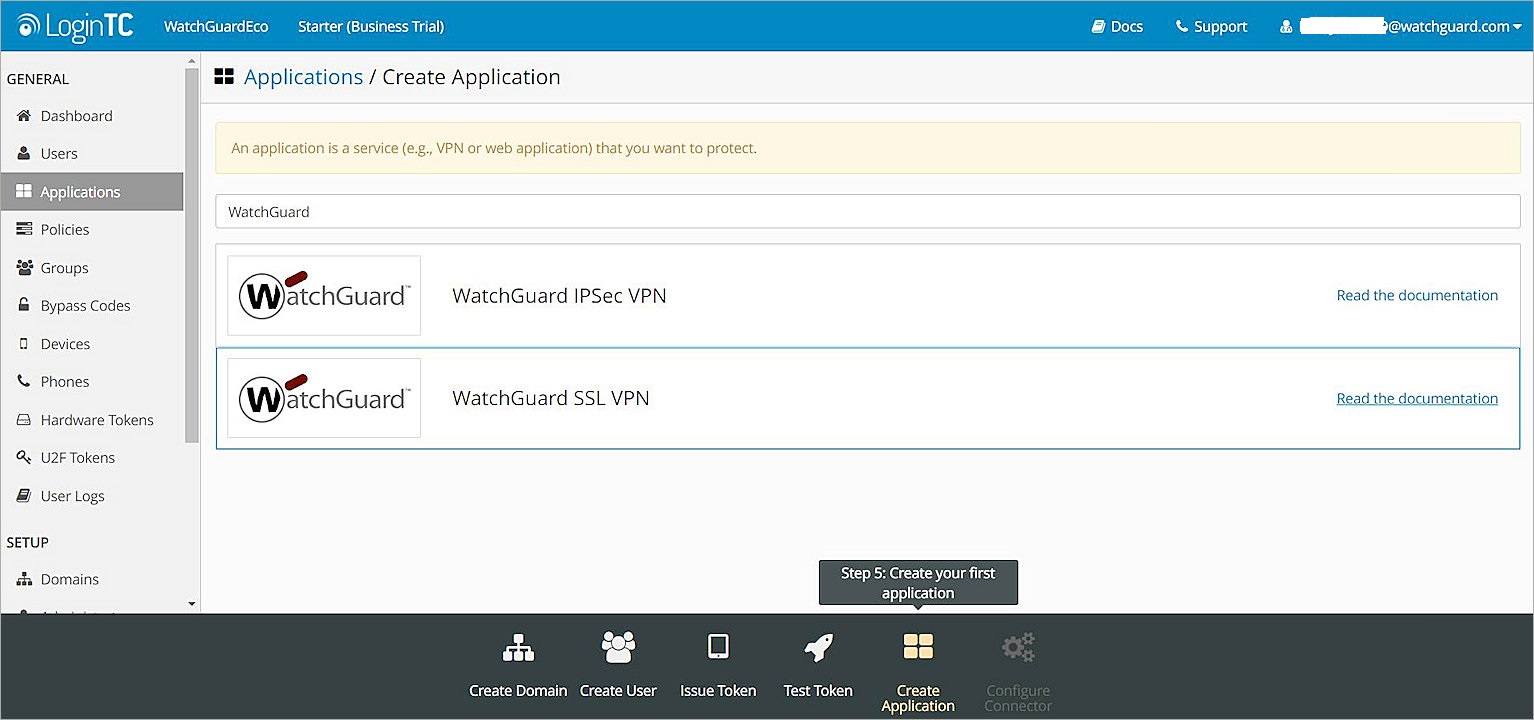 LoginTC WatchGuardEco Starter (Business Trial) Docs Support @watchguard.com
GENERAL
Dashboard
Users
Applications
Policies
Groups
Bypass Codes
Devices
Phones
Hardware Tokens
U2F Tokens
User Logs
SETUP
Domains
Applications / Create Application
An application is a service (e.g., VPN or web application) that you want to protect.
WatchGuard
WatchGuard™ WatchGuard IPSec VPN Read the documentation
WatchGuard™ WatchGuard SSL VPN Read the documentation
Step 5: Create your first
application
Create Domain
Create User
Issue Token
Test Token
Create
Application
Configure
Connector